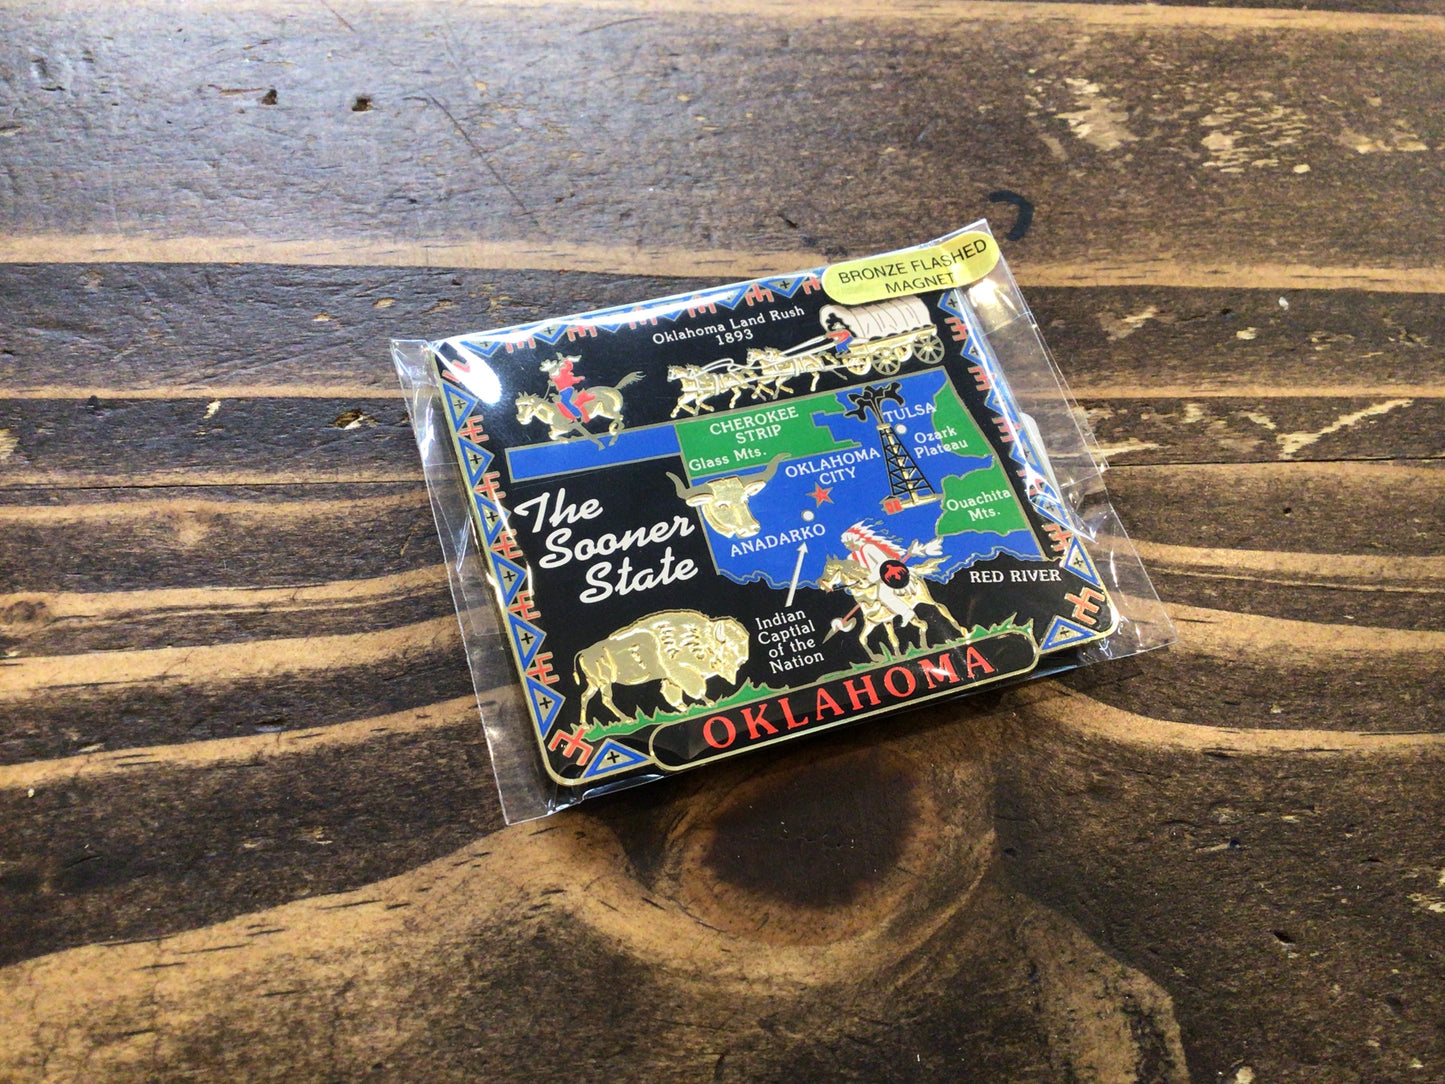 BRONZE FLASHED
MAGNET
Oklahoma Land Rush
1893
CHEROKEE
STRIP
Glass Mts.
TULSA
Ozark
Plateau
OKLAHOMA
CITY
Ouachita
Mts.
The
Sooner
State
ANADARKO
RED RIVER
Indian
Captial
of the
Nation
OKLAHOMA